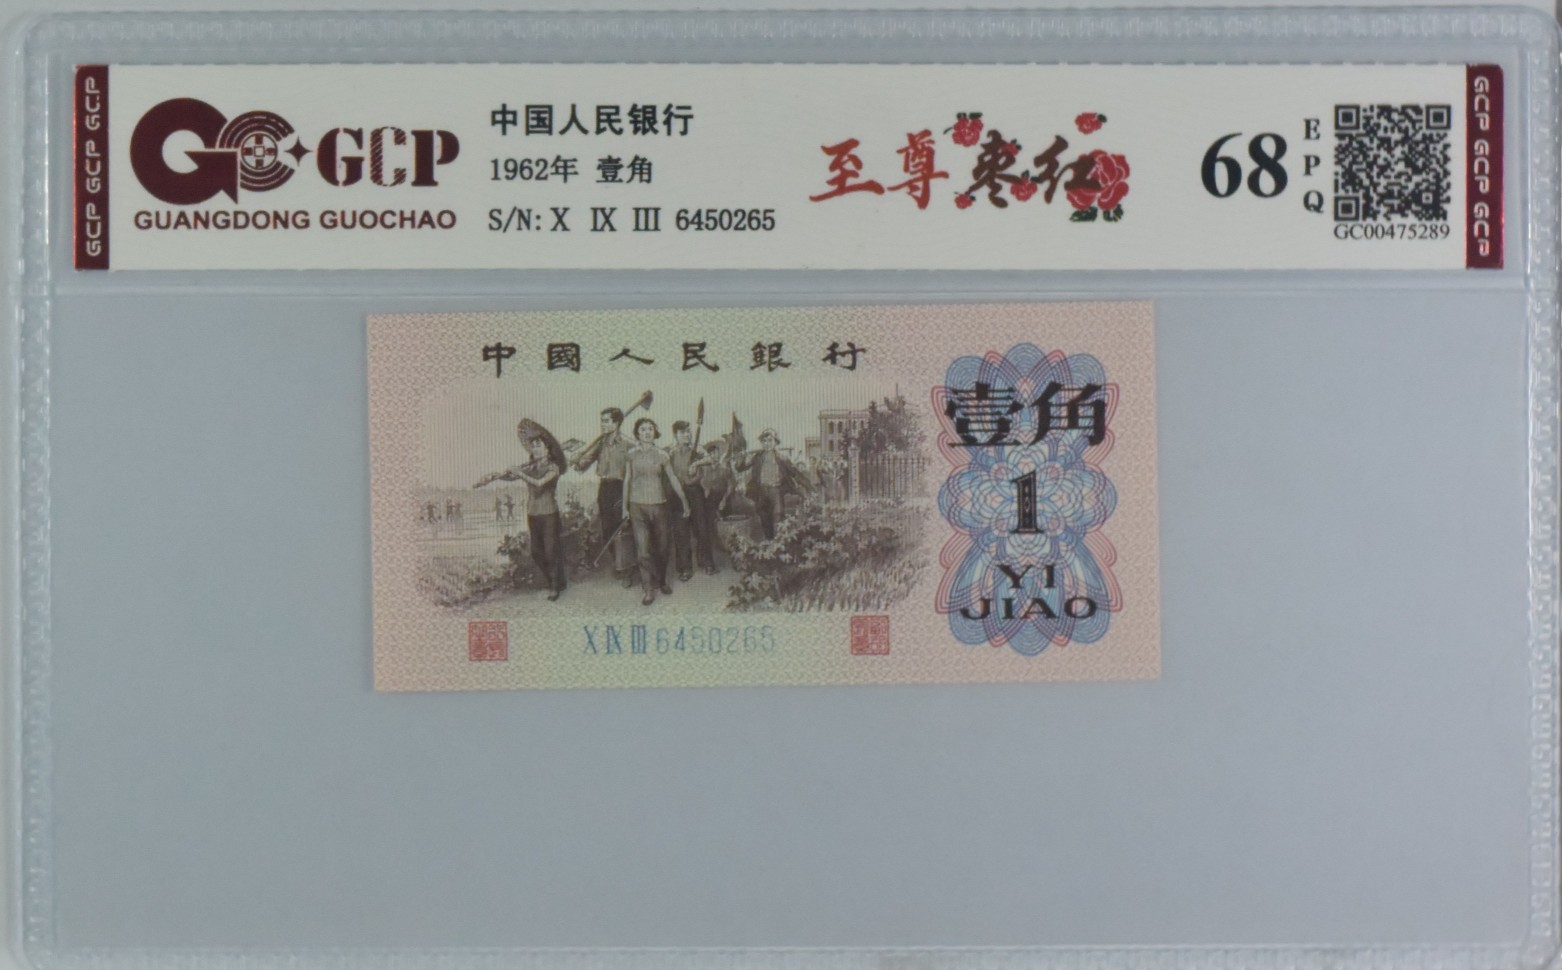 GCP GCP GCP
GCP
GUANGDONG GUOCHAO
中国人民银行
1962年 壹角
S/N: X IX III 6450265
至尊 枣红
68
EPQ
GC00475289
GCP GCP GCP
中國人民銀行
壹角
1
YI
JIAO
X IX III 6450265